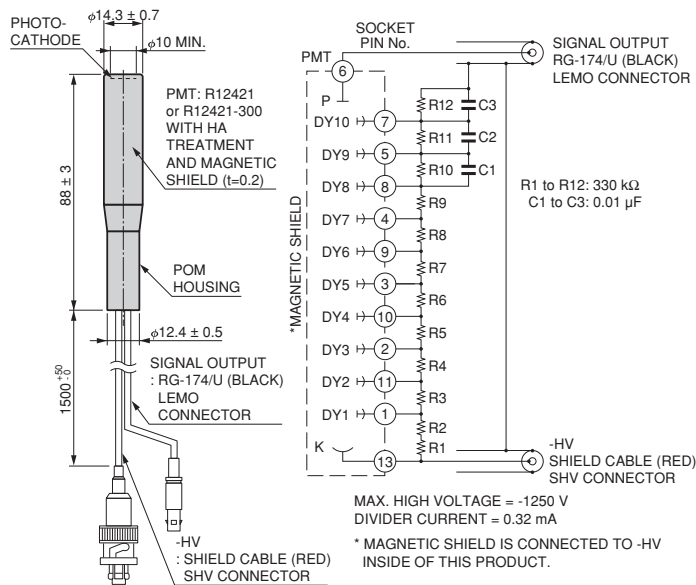 φ14.3 ± 0.7
PHOTO-
CATHODE
φ10 MIN.
PMT: R12421
or R12421-300
WITH HA
TREATMENT
AND MAGNETIC
SHIELD (t=0.2)
88 ± 3
POM
HOUSING
φ12.4 ± 0.5
1500 +50 -0
SIGNAL OUTPUT
: RG-174/U (BLACK)
LEMO
CONNECTOR
-HV
: SHIELD CABLE (RED)
SHV CONNECTOR
SOCKET
PIN No.
PMT
6
SIGNAL OUTPUT
RG-174/U (BLACK)
LEMO CONNECTOR
P
R12
C3
DY10
7
R11
C2
DY9
5
R10
C1
DY8
8
R9
DY7
4
R8
DY6
9
R7
DY5
3
R6
DY4
10
R5
DY3
2
R4
DY2
11
R3
DY1
1
R2
K
R1
13
*MAGNETIC SHIELD
R1 to R12: 330 kΩ
C1 to C3: 0.01 µF
-HV
SHIELD CABLE (RED)
SHV CONNECTOR
MAX. HIGH VOLTAGE = -1250 V
DIVIDER CURRENT = 0.32 mA
* MAGNETIC SHIELD IS CONNECTED TO -HV
INSIDE OF THIS PRODUCT.